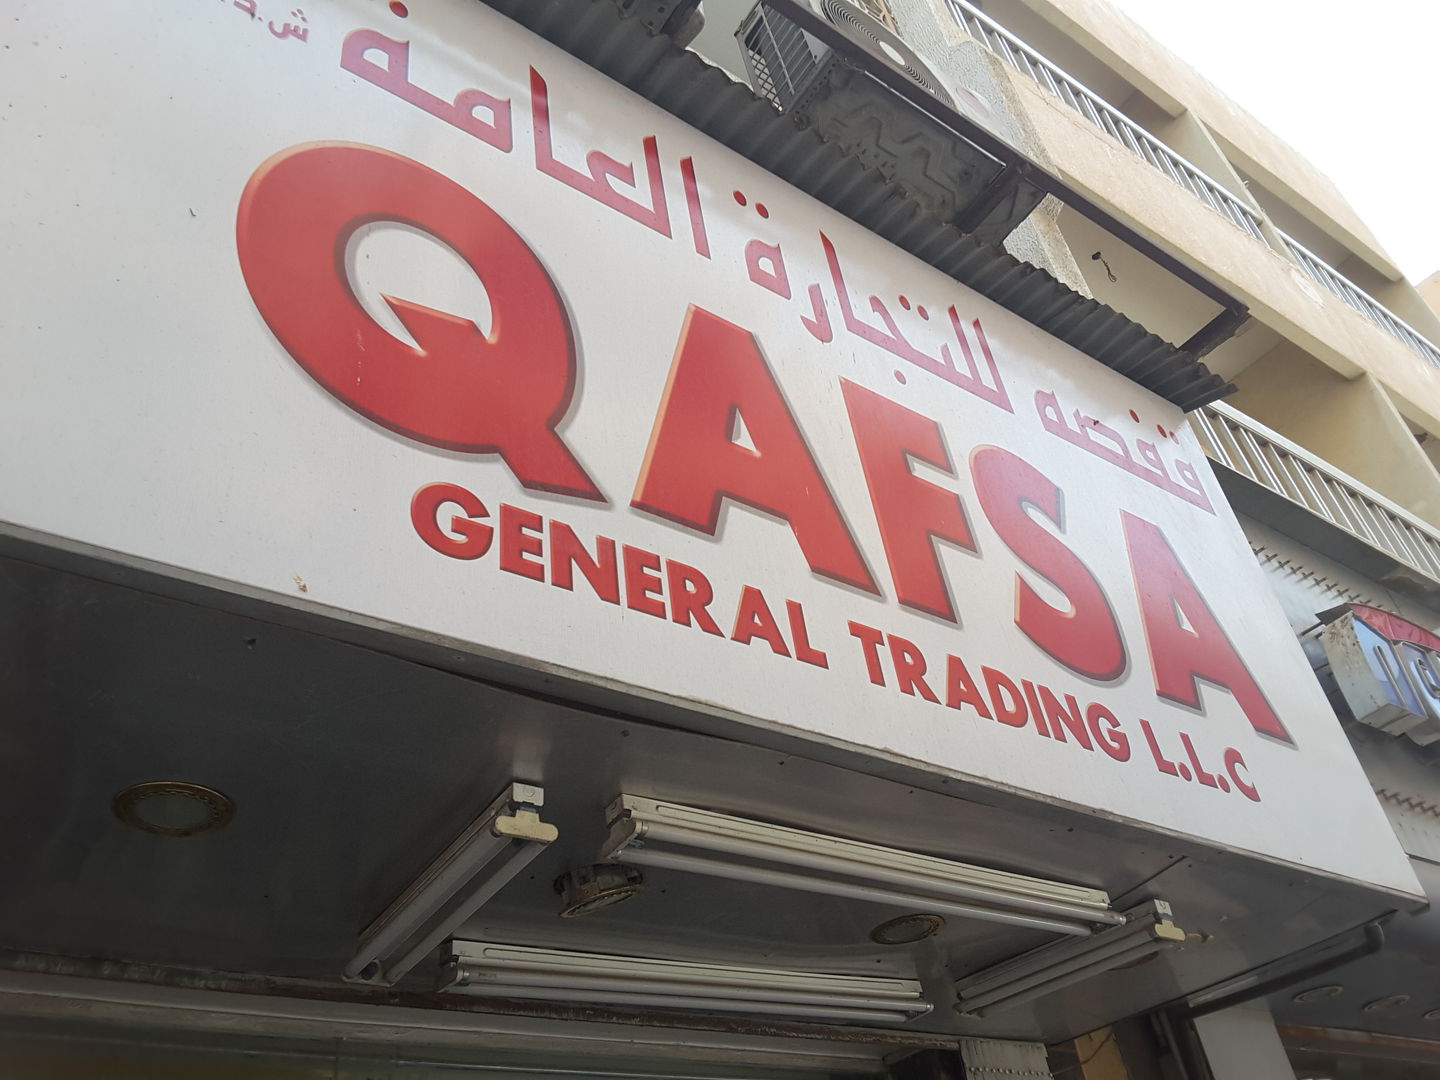 قفصه للتجارة العامة
QAFSA
GENERAL TRADING L.L.C